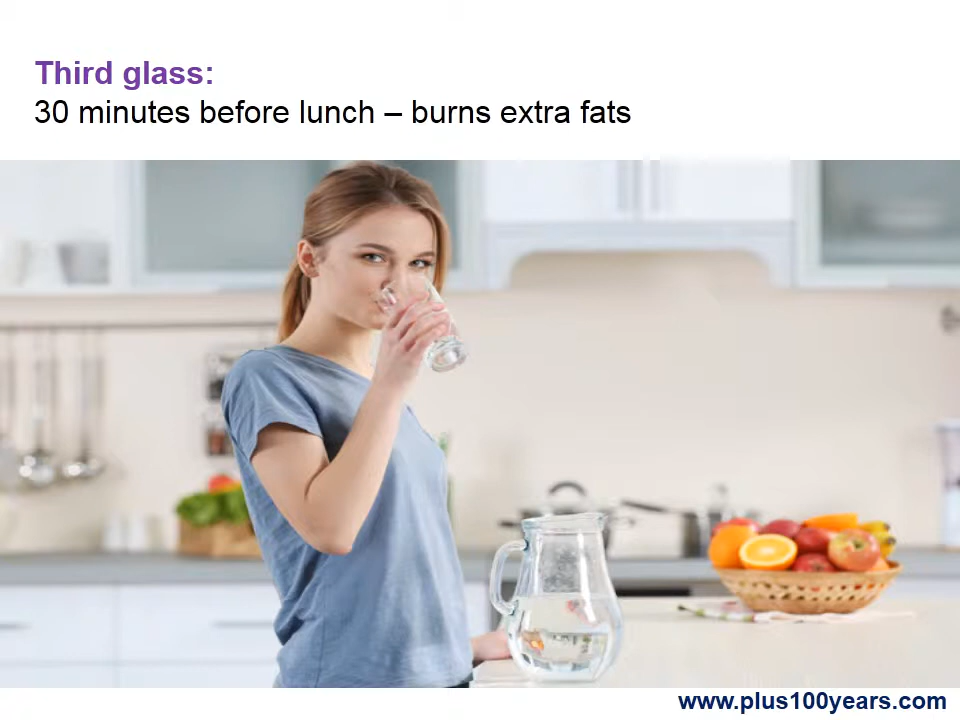 Third glass:
30 minutes before lunch – burns extra fats
www.plus100years.com